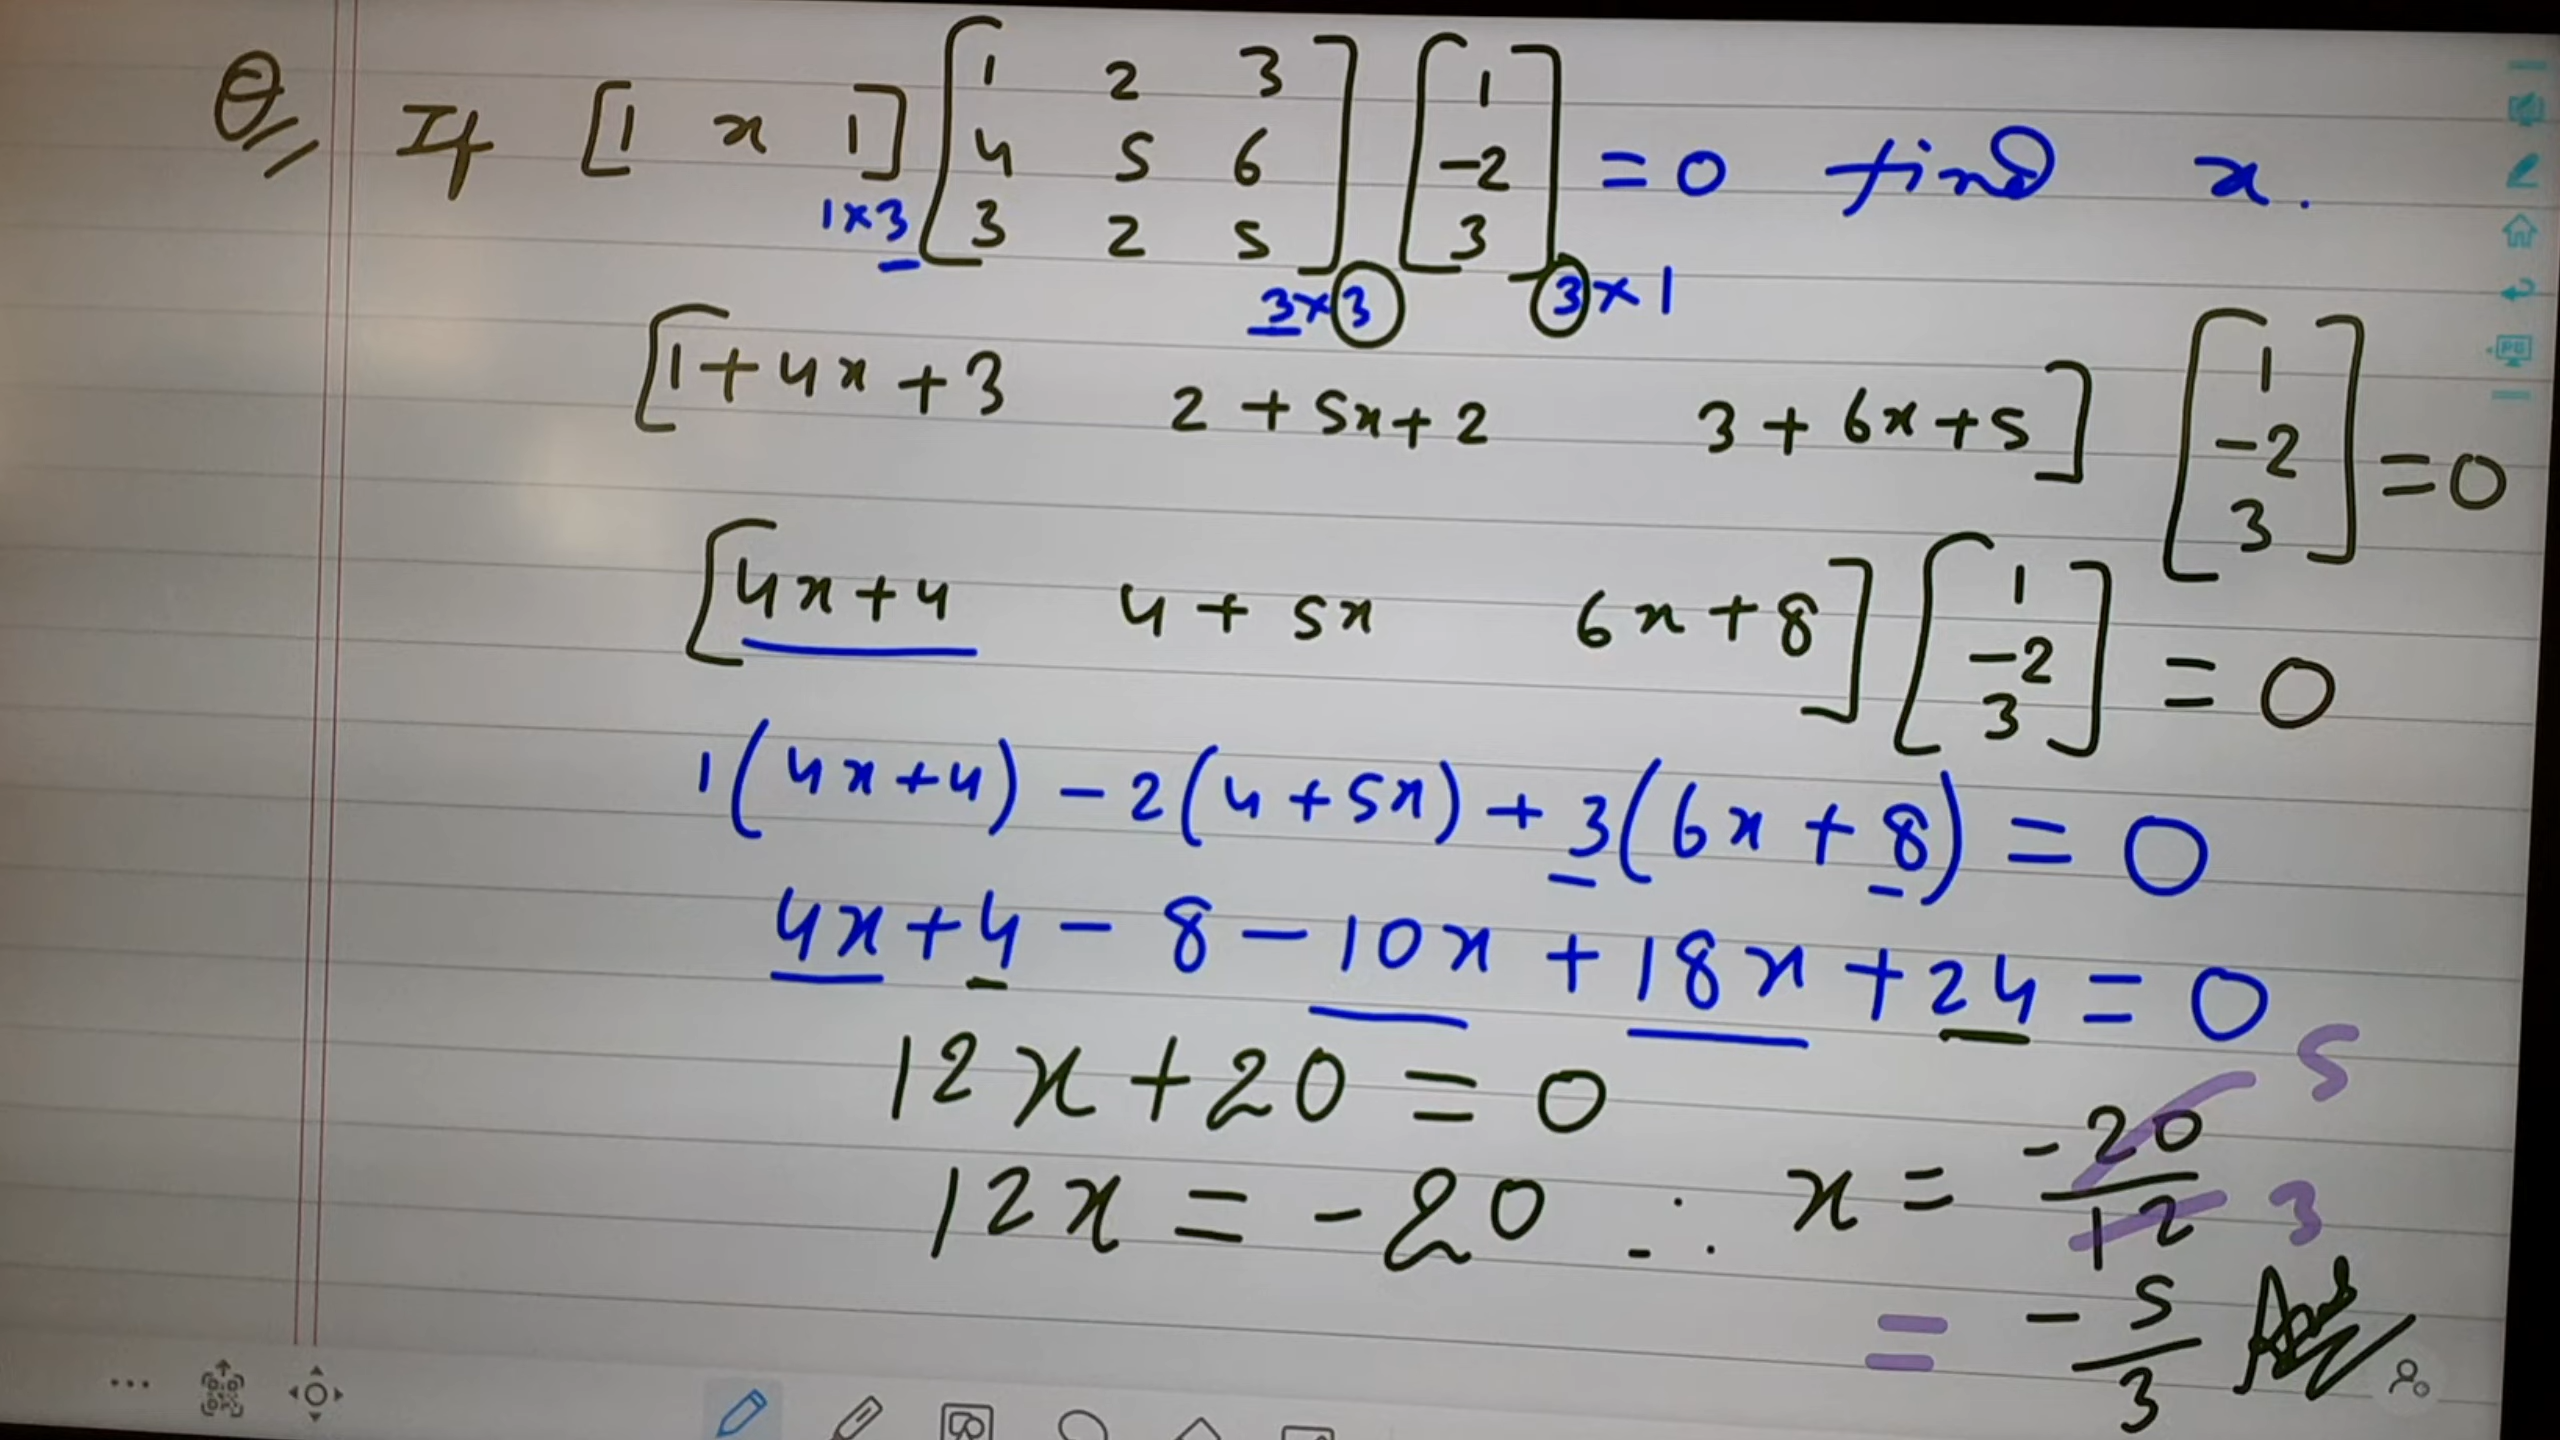 Q, If [1 x 1] [1 2 3 4 5 6 3 2 5] [1 -2 3] = 0 find x.
1×3 3×3 3×1
[1+4x+3 2+5x+2 3+6x+5] [1 -2 3] = 0
[4x+4 4+5x 6x+8] [1 -2 3] = 0
1(4x+4) - 2(4+5x) + 3(6x+8) = 0
4x+4 - 8 - 10x + 18x + 24 = 0
12x + 20 = 0
12x = -20 ∴ x = -20/12 5 3
= -5/3 Ans